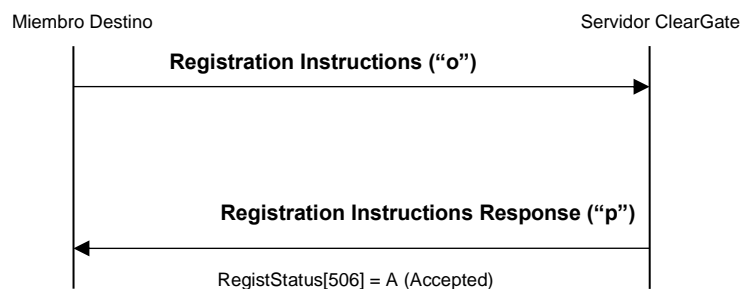 Miembro Destino
Servidor ClearGate
Registration Instructions (“o”)
Registration Instructions Response (“p”)
RegistStatus[506] = A (Accepted)